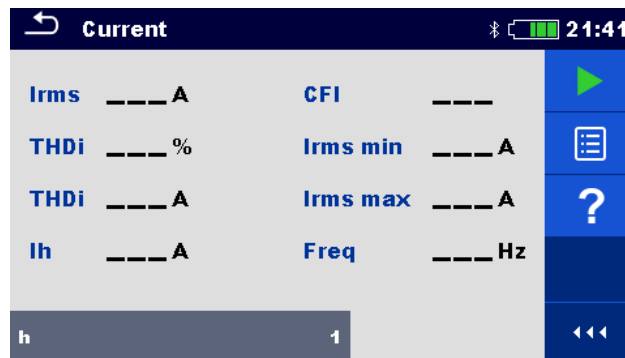 Current 21:41
Irms ___A CFI ___
THDi ___% Irms min ___A
THDi ___A Irms max ___A
?
Ih ___A Freq ___Hz
h 1